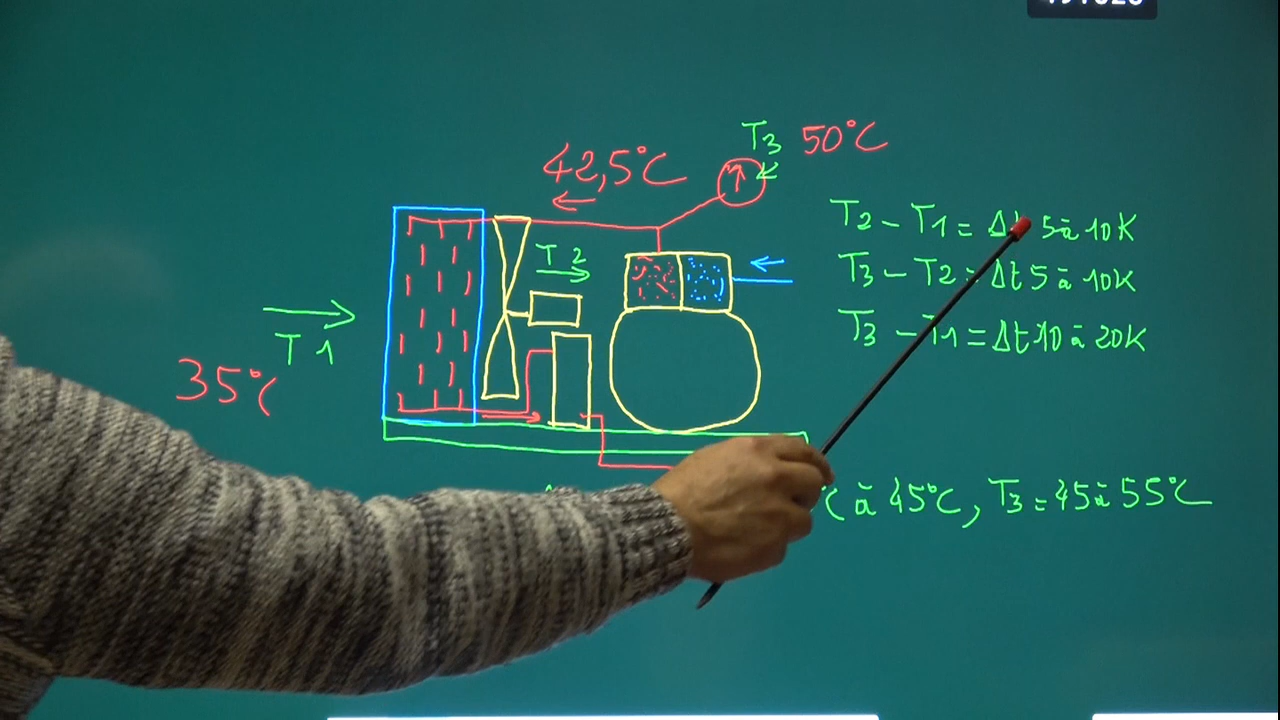 T3 50°C
42,5°C
T2 - T1 = Δt 5 à 10K
T 2
T3 - T2 = Δt 5 à 10K
T3 - T1 = Δt 10 à 20K
T 1
35°C
à 45°C, T3 = 45 à 55°C